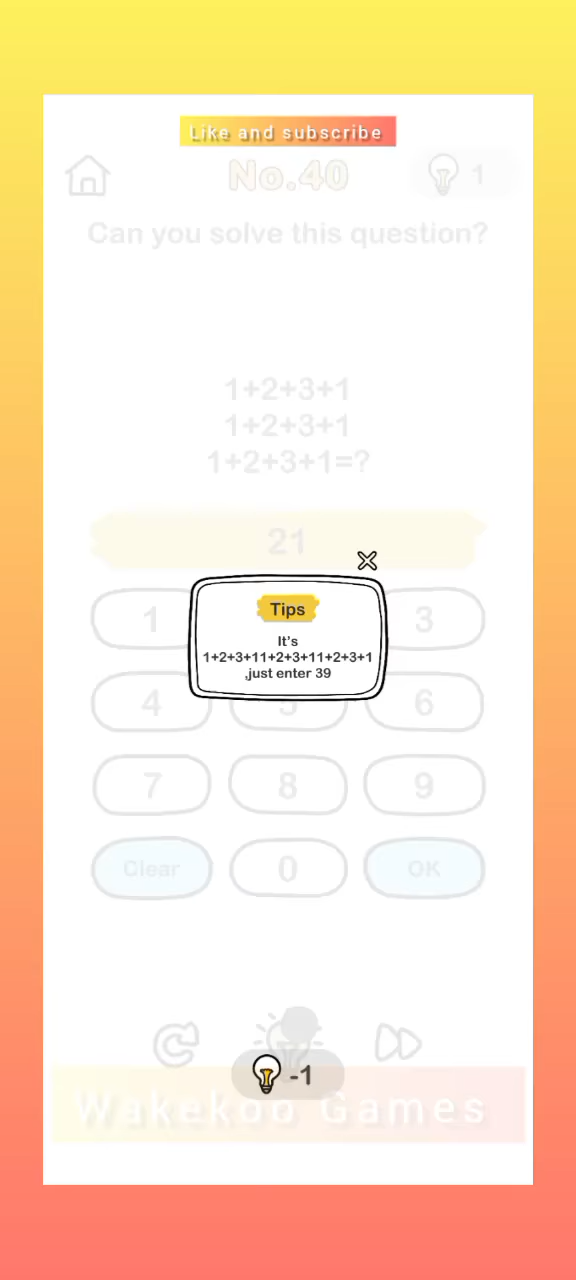 Like and subscribe
No.40
1
Can you solve this question?
1+2+3+1
1+2+3+1
1+2+3+1=?
21
Tips
It's
1+2+3+11+2+3+11+2+3+1
,just enter 39
1
3
4
5
6
7
8
9
Clear
0
OK
-1
Wakekoo Games